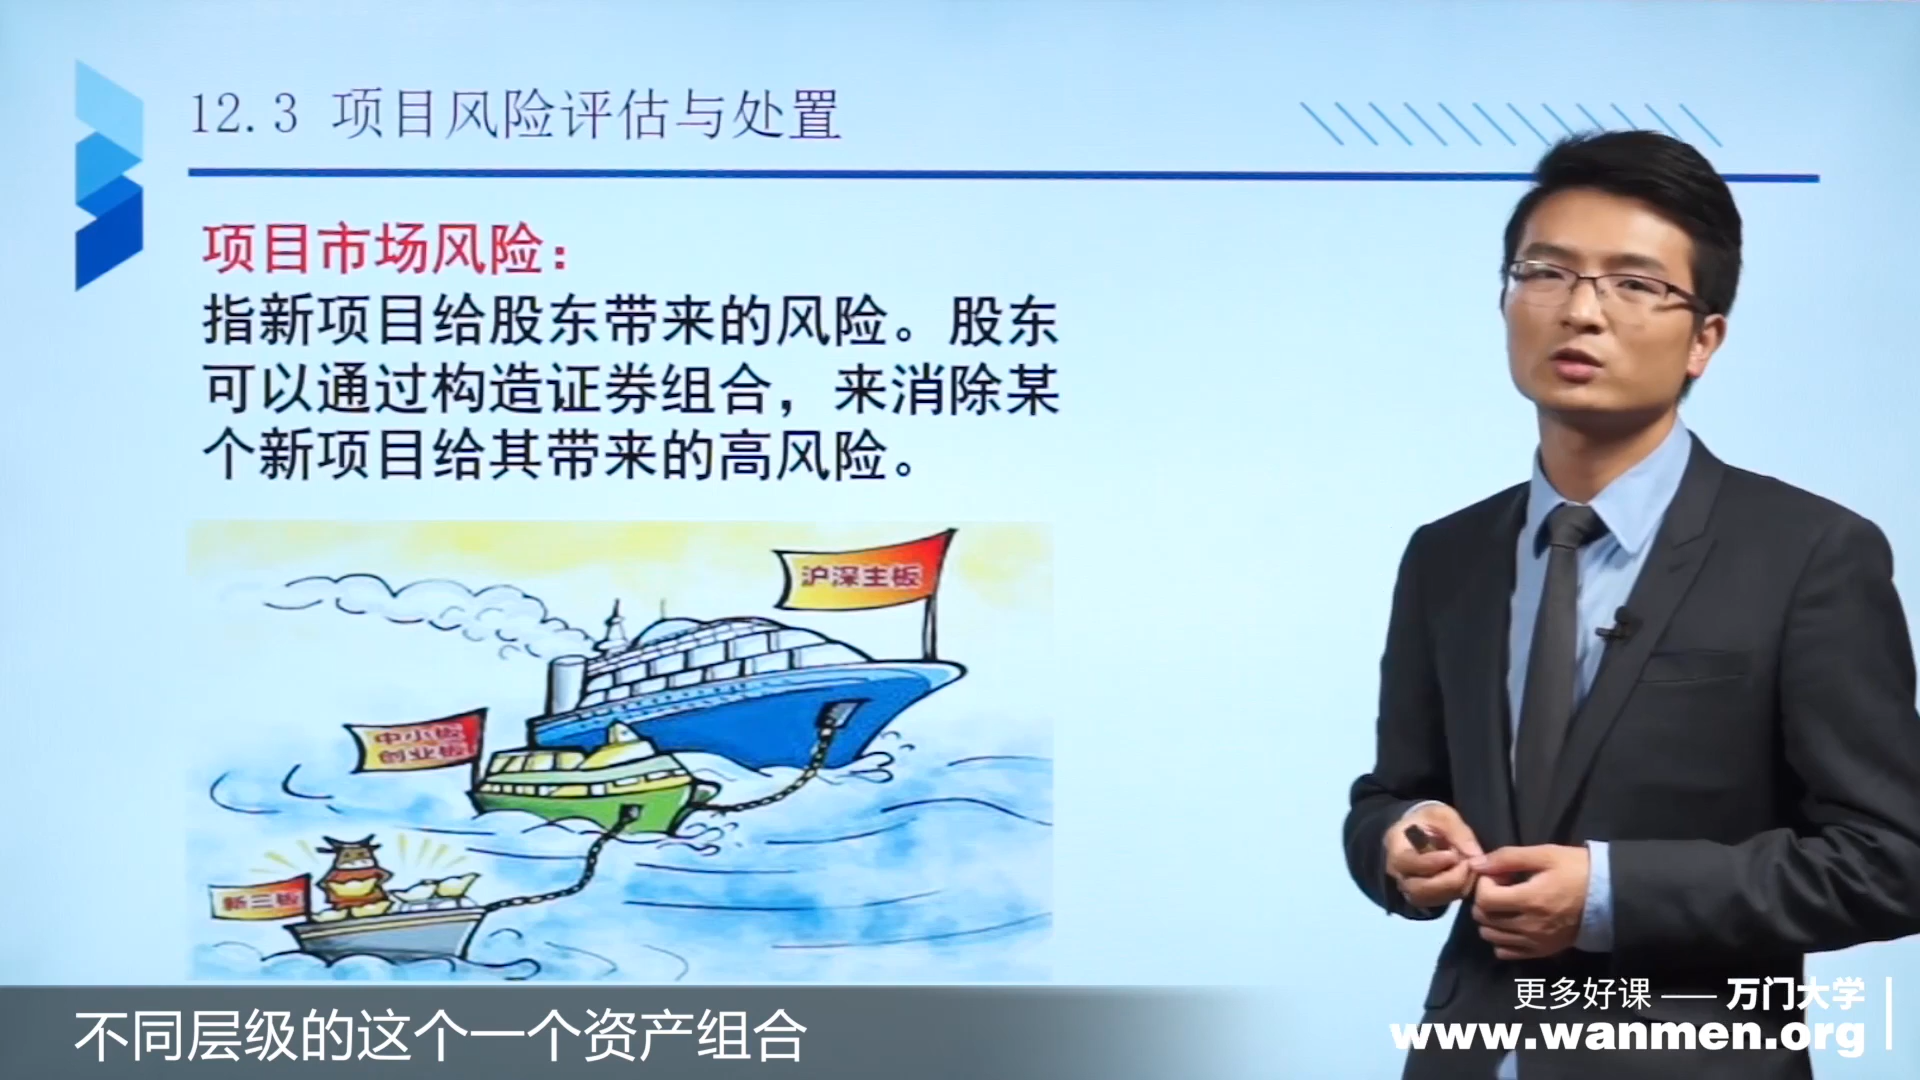 12.3 项目风险评估与处置
项目市场风险：
指新项目给股东带来的风险。股东
可以通过构造证券组合，来消除某
个新项目给其带来的高风险。
沪深主板
中小板
创业板
新三板
不同层级的这个一个资产组合
更多好课 —— 万门大学
www.wanmen.org